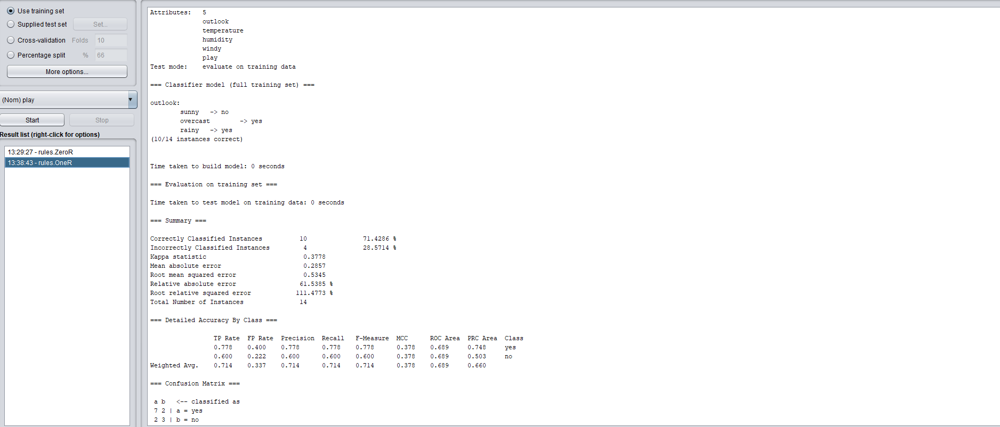 Use training set
Supplied test set Set...
Cross-validation Folds 10
Percentage split % 66
More options...
(Nom) play
Start Stop
Result list (right-click for options)
13:29:27 - rules.ZeroR
13:38:43 - rules.OneR
Attributes: 5
outlook
temperature
humidity
windy
play
Test mode: evaluate on training data
=== Classifier model (full training set) ===
outlook:
sunny -> no
overcast -> yes
rainy -> yes
(10/14 instances correct)
Time taken to build model: 0 seconds
=== Evaluation on training set ===
Time taken to test model on training data: 0 seconds
=== Summary ===
Correctly Classified Instances 10 71.4286 %
Incorrectly Classified Instances 4 28.5714 %
Kappa statistic 0.3778
Mean absolute error 0.2857
Root mean squared error 0.5345
Relative absolute error 61.5385 %
Root relative squared error 111.4773 %
Total Number of Instances 14
=== Detailed Accuracy By Class ===
TP Rate FP Rate Precision Recall F-Measure MCC ROC Area PRC Area Class
0.778 0.400 0.778 0.778 0.778 0.378 0.689 0.748 yes
0.600 0.222 0.600 0.600 0.600 0.378 0.689 0.503 no
Weighted Avg. 0.714 0.337 0.714 0.714 0.714 0.378 0.689 0.660
=== Confusion Matrix ===
a b <-- classified as
7 2 | a = yes
2 3 | b = no